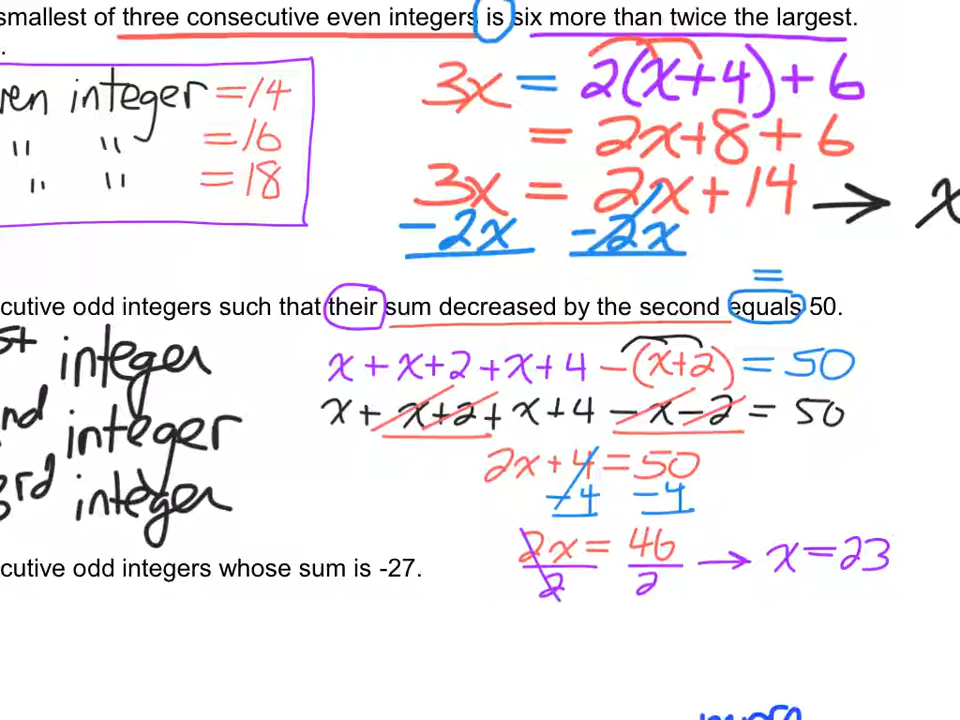 smallest of three consecutive even integers is six more than twice the largest.
.
ven integer = 14
" " = 16
" " = 18
3x = 2(x+4)+6
= 2x+8+6
3x = 2x+14 → x
-2x -2x
=
cutive odd integers such that their sum decreased by the second equals 50.
st integer
nd integer
3rd integer
x + x+2 + x+4 -(x+2) = 50
x + x+2 + x+4 - x - 2 = 50
2x + 4 = 50
-4 -4
2x = 46 → x = 23
2 2
cutive odd integers whose sum is -27.